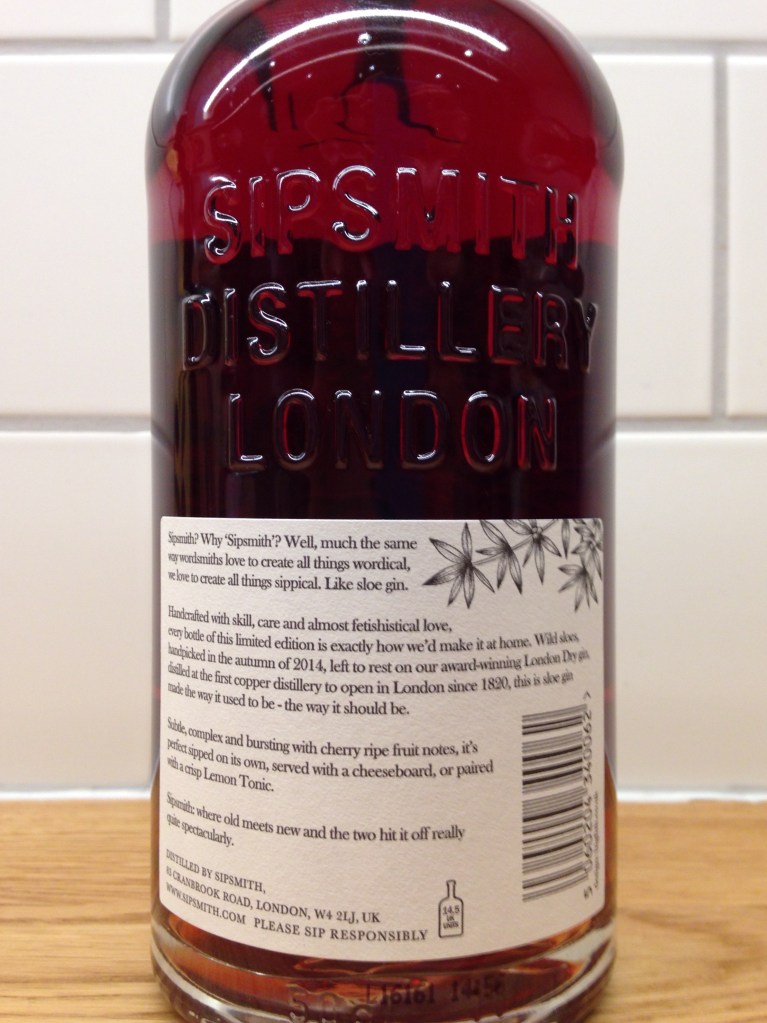 SIPSMITH
DISTILLERY
LONDON
Sipsmith? Why 'Sipsmith'? Well, much the same
way wordsmiths love to create all things wordical,
we love to create all things sippical. Like sloe gin.
Handcrafted with skill, care and almost fetishistical love,
every bottle of this limited edition is exactly how we'd make it at home. Wild sloes,
handpicked in the autumn of 2014, left to rest on our award-winning London Dry gin,
distilled at the first copper distillery to open in London since 1820, this is sloe gin
made the way it used to be - the way it should be.
Subtle, complex and bursting with cherry ripe fruit notes, it's
perfect sipped on its own, served with a cheeseboard, or paired
with a crisp Lemon Tonic.
Sipsmith: where old meets new and the two hit it off really
quite spectacularly.
DISTILLED BY SIPSMITH,
83 CRANBROOK ROAD, LONDON, W4 2LJ, UK
WWW.SIPSMITH.COM PLEASE SIP RESPONSIBLY
14.5
UK
UNITS
5 060204 340062 >
L16161 14:56